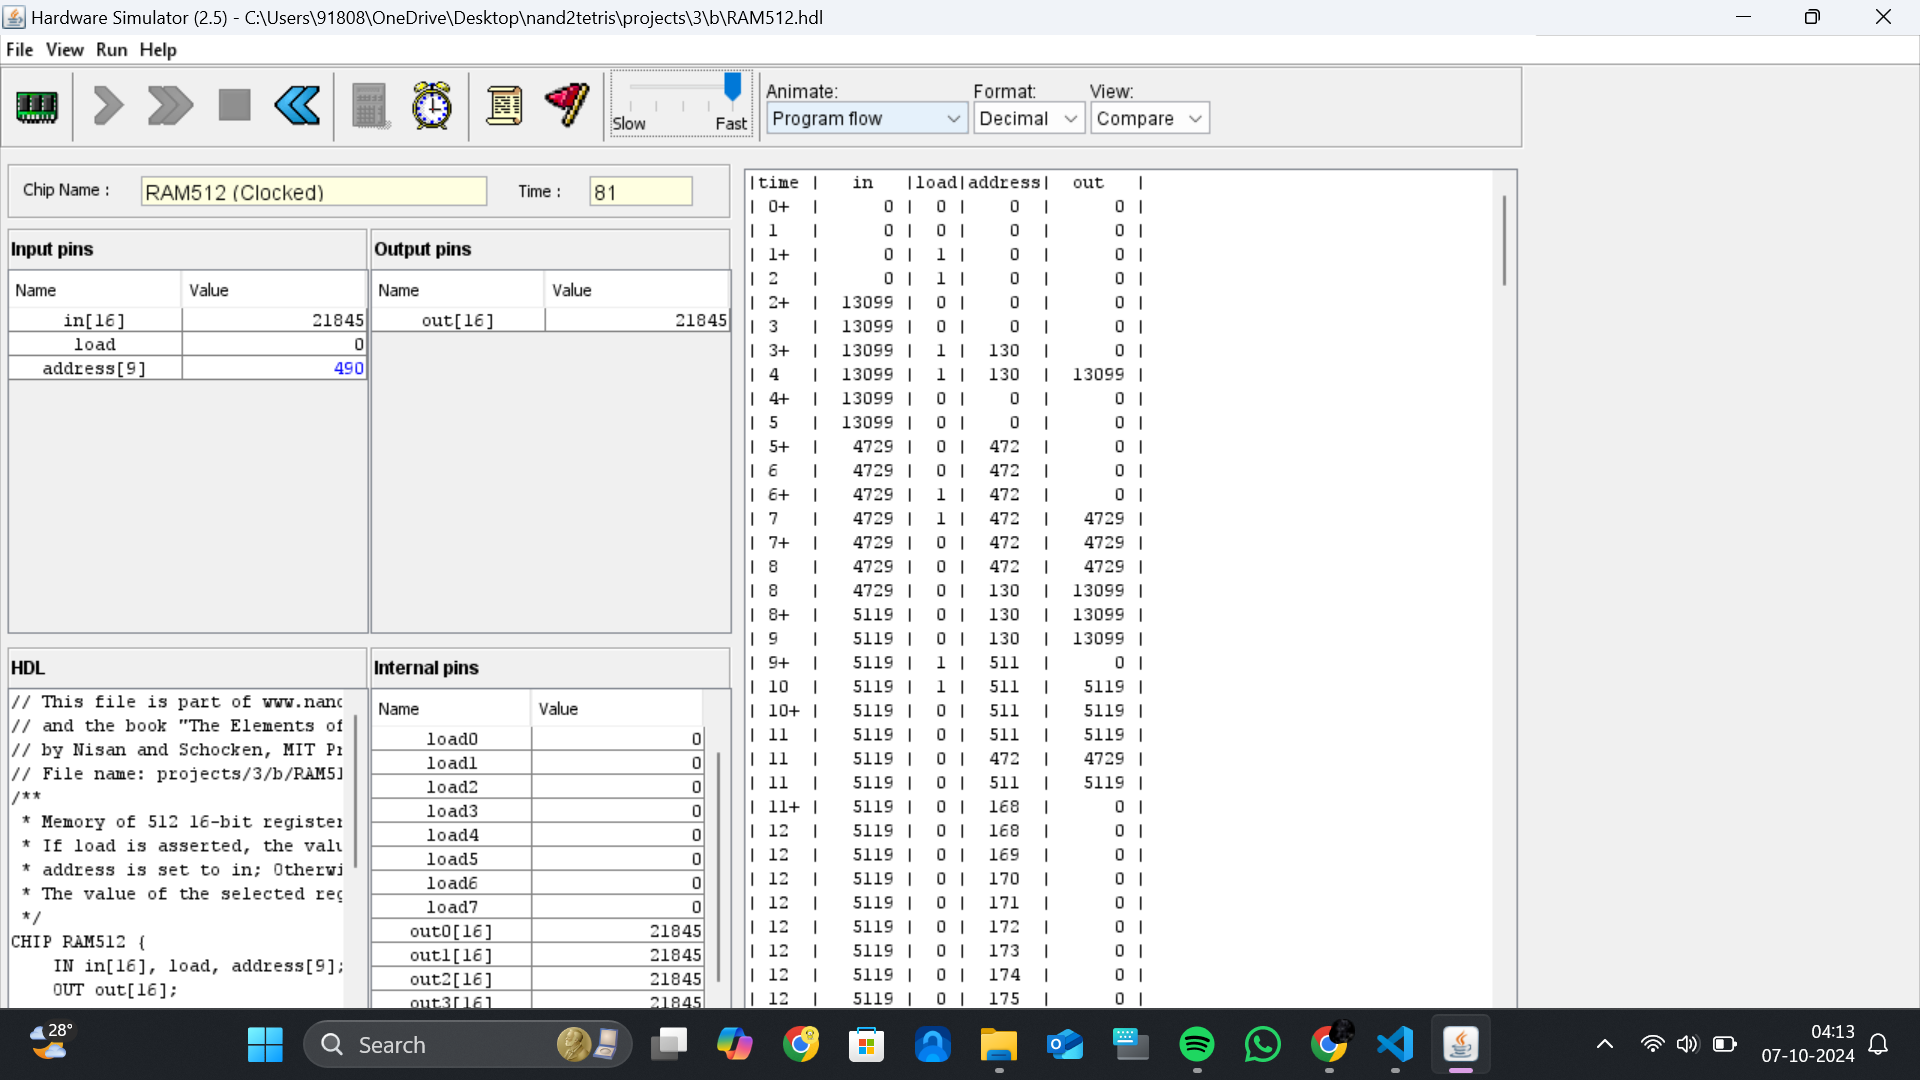 Hardware Simulator (2.5) - C:\Users\91808\OneDrive\Desktop\nand2tetris\projects\3\b\RAM512.hdl
File View Run Help
Slow Fast
Animate: Format: View:
Program flow Decimal Compare
Chip Name : RAM512 (Clocked) Time : 81
Input pins
Name Value
in[16] 21845
load 0
address[9] 490
Output pins
Name Value
out[16] 21845
HDL
// This file is part of www.nand
// and the book "The Elements of
// by Nisan and Schocken, MIT Pr
// File name: projects/3/b/RAM51
/**
* Memory of 512 16-bit register
* If load is asserted, the valu
* address is set to in; Otherwi
* The value of the selected reg
*/
CHIP RAM512 {
IN in[16], load, address[9];
OUT out[16];
Internal pins
Name Value
load0 0
load1 0
load2 0
load3 0
load4 0
load5 0
load6 0
load7 0
out0[16] 21845
out1[16] 21845
out2[16] 21845
out3[16] 21845
|time | in |load|address| out |
| 0+ | 0 | 0 | 0 | 0 |
| 1 | 0 | 0 | 0 | 0 |
| 1+ | 0 | 1 | 0 | 0 |
| 2 | 0 | 1 | 0 | 0 |
| 2+ | 13099 | 0 | 0 | 0 |
| 3 | 13099 | 0 | 0 | 0 |
| 3+ | 13099 | 1 | 130 | 0 |
| 4 | 13099 | 1 | 130 | 13099 |
| 4+ | 13099 | 0 | 0 | 0 |
| 5 | 13099 | 0 | 0 | 0 |
| 5+ | 4729 | 0 | 472 | 0 |
| 6 | 4729 | 0 | 472 | 0 |
| 6+ | 4729 | 1 | 472 | 0 |
| 7 | 4729 | 1 | 472 | 4729 |
| 7+ | 4729 | 0 | 472 | 4729 |
| 8 | 4729 | 0 | 472 | 4729 |
| 8 | 4729 | 0 | 130 | 13099 |
| 8+ | 5119 | 0 | 130 | 13099 |
| 9 | 5119 | 0 | 130 | 13099 |
| 9+ | 5119 | 1 | 511 | 0 |
| 10 | 5119 | 1 | 511 | 5119 |
| 10+ | 5119 | 0 | 511 | 5119 |
| 11 | 5119 | 0 | 511 | 5119 |
| 11 | 5119 | 0 | 472 | 4729 |
| 11 | 5119 | 0 | 511 | 5119 |
| 11+ | 5119 | 0 | 168 | 0 |
| 12 | 5119 | 0 | 168 | 0 |
| 12 | 5119 | 0 | 169 | 0 |
| 12 | 5119 | 0 | 170 | 0 |
| 12 | 5119 | 0 | 171 | 0 |
| 12 | 5119 | 0 | 172 | 0 |
| 12 | 5119 | 0 | 173 | 0 |
| 12 | 5119 | 0 | 174 | 0 |
| 12 | 5119 | 0 | 175 | 0 |
28°
Search
04:13
07-10-2024